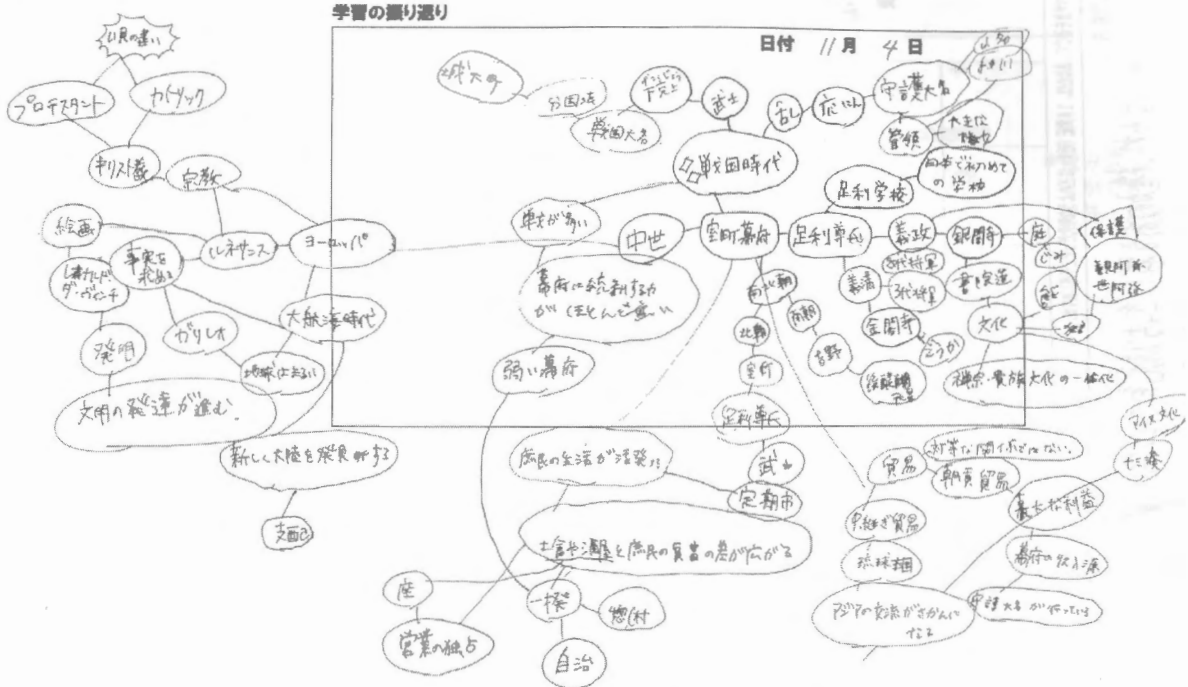 学習の振り返り
日付 11月 4日
意見の違い
プロテスタント
カトリック
キリスト教
宗教
絵画
事実を
求める
ルネサンス
ヨーロッパ
レオナルド・
ダ・ヴィンチ
発明
ガリレオ
大航海時代
地球は丸い
文明の発達が進む.
新しく大陸を発見する
支配
分国法
戦国大名
下克上
武士
乱
応にん
守護大名
管領
戦国時代
足利学校
日本で初めて
の学校
戦が多い
中世
室町幕府
足利尊氏
義政
銀閣寺
庭
保護
観阿弥
世阿弥
8代将軍
義満
3代将軍
書院造
能
金閣寺
文化
南北朝
南朝
北朝
吉野
後醍醐
天皇
室町
足利尊氏
武士
定期市
幕府は統制する力
がほとんど無い
弱い幕府
禅宗・貴族文化の一体化
アイヌ文化
十三湊
庶民の生活が活発た
土倉や酒屋と庶民の貧富の差が広がる
座
営業の独占
一揆
惣村
自治
貿易
対等な関係ではない.
朝貢貿易
中継ぎ貿易
琉球王国
莫大な利益
幕府の収入源
守護大名が行っている
アジアの交流がさかんに
なる